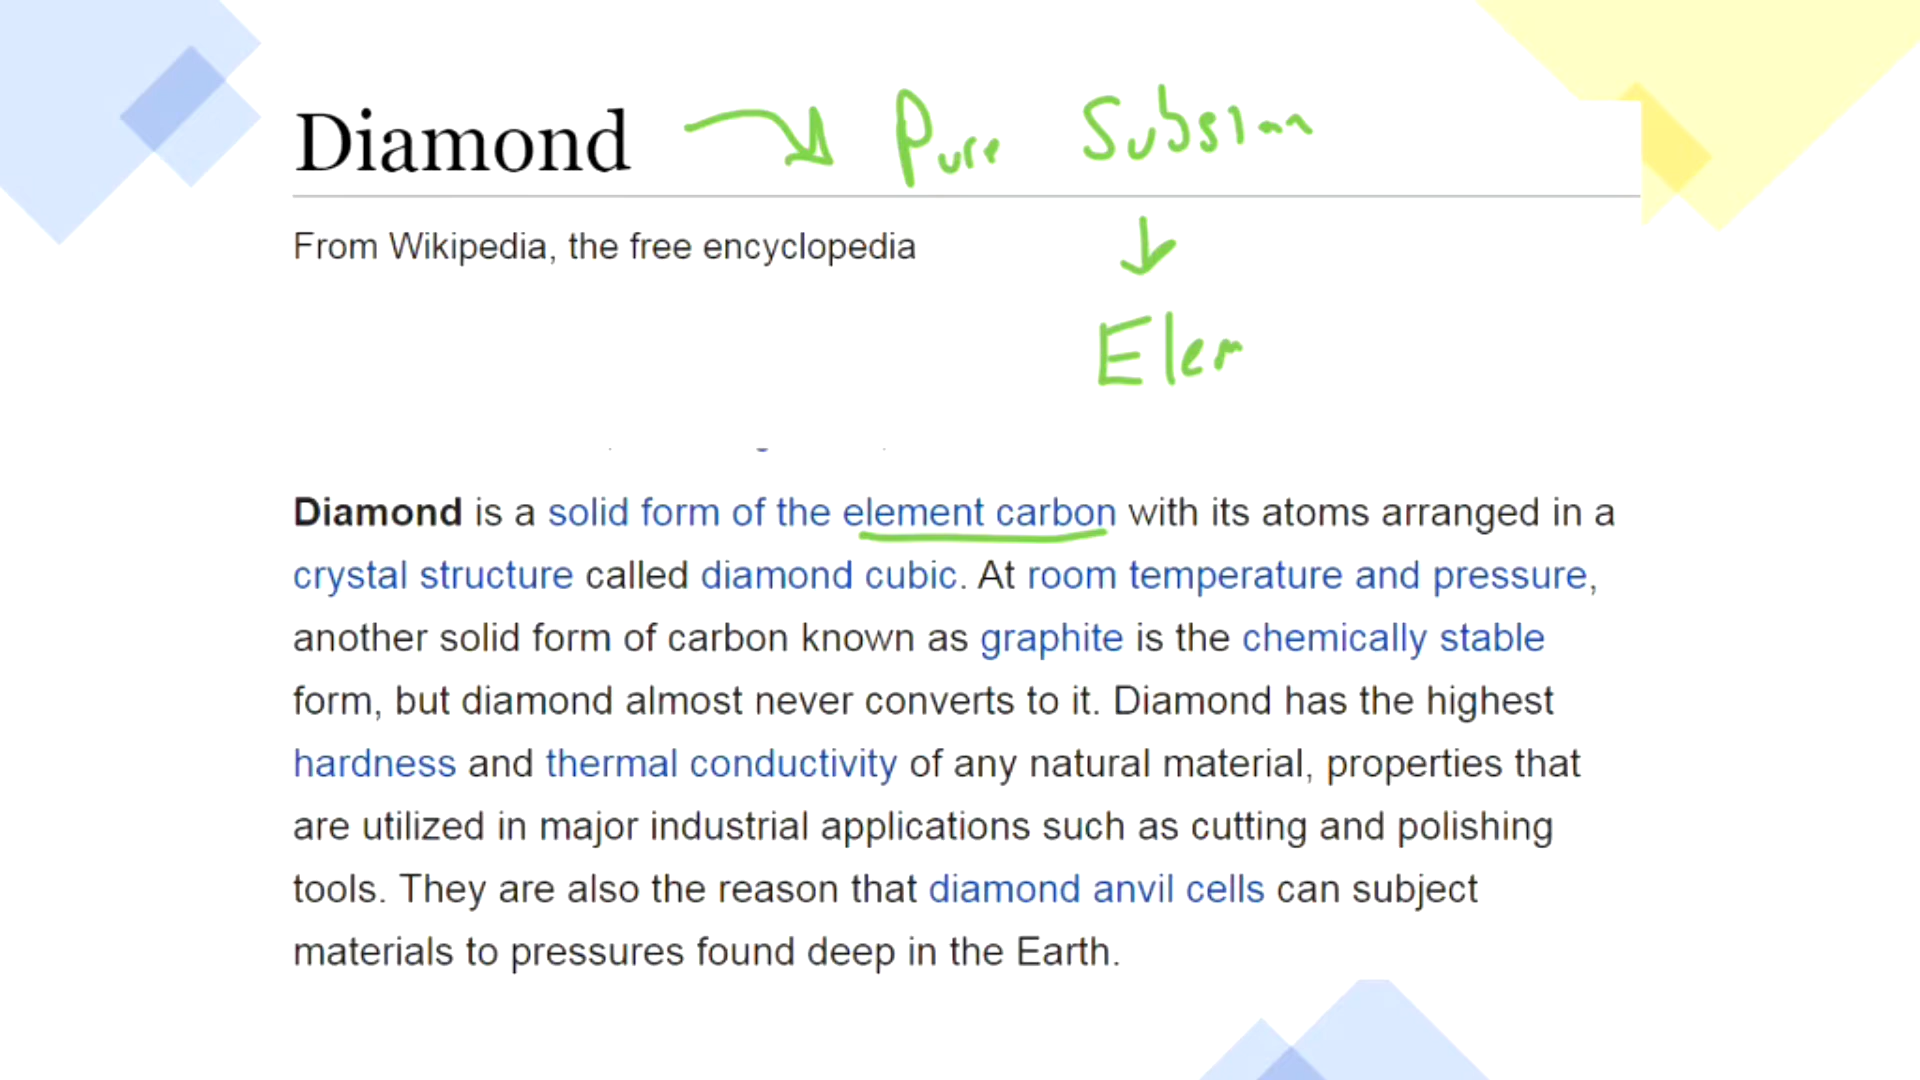 Diamond → Pure Substan
From Wikipedia, the free encyclopedia
↓
Elem
Diamond is a solid form of the element carbon with its atoms arranged in a
crystal structure called diamond cubic. At room temperature and pressure,
another solid form of carbon known as graphite is the chemically stable
form, but diamond almost never converts to it. Diamond has the highest
hardness and thermal conductivity of any natural material, properties that
are utilized in major industrial applications such as cutting and polishing
tools. They are also the reason that diamond anvil cells can subject
materials to pressures found deep in the Earth.